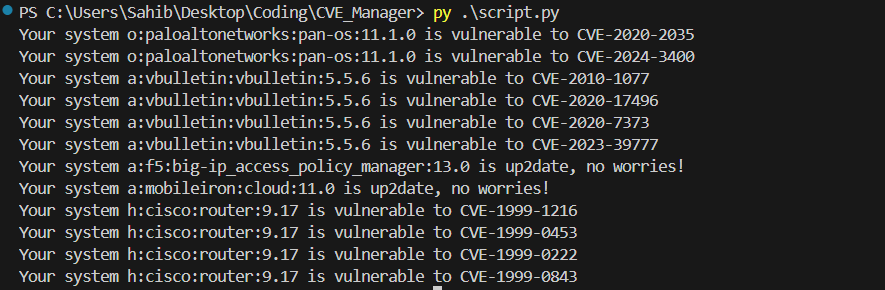 PS C:\Users\Sahib\Desktop\Coding\CVE_Manager> py .\script.py
Your system o:paloaltonetworks:pan-os:11.1.0 is vulnerable to CVE-2020-2035
Your system o:paloaltonetworks:pan-os:11.1.0 is vulnerable to CVE-2024-3400
Your system a:vbulletin:vbulletin:5.5.6 is vulnerable to CVE-2010-1077
Your system a:vbulletin:vbulletin:5.5.6 is vulnerable to CVE-2020-17496
Your system a:vbulletin:vbulletin:5.5.6 is vulnerable to CVE-2020-7373
Your system a:vbulletin:vbulletin:5.5.6 is vulnerable to CVE-2023-39777
Your system a:f5:big-ip_access_policy_manager:13.0 is up2date, no worries!
Your system a:mobileiron:cloud:11.0 is up2date, no worries!
Your system h:cisco:router:9.17 is vulnerable to CVE-1999-1216
Your system h:cisco:router:9.17 is vulnerable to CVE-1999-0453
Your system h:cisco:router:9.17 is vulnerable to CVE-1999-0222
Your system h:cisco:router:9.17 is vulnerable to CVE-1999-0843